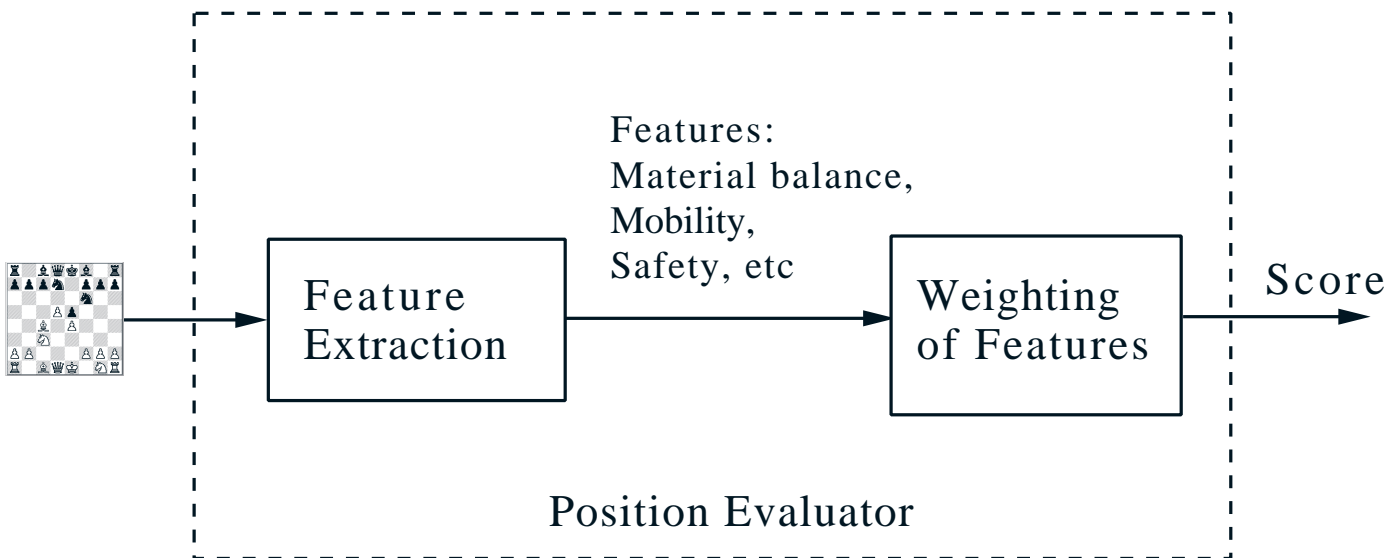 Features:
Material balance,
Mobility,
Safety, etc
Feature
Extraction
Weighting
of Features
Score
Position Evaluator